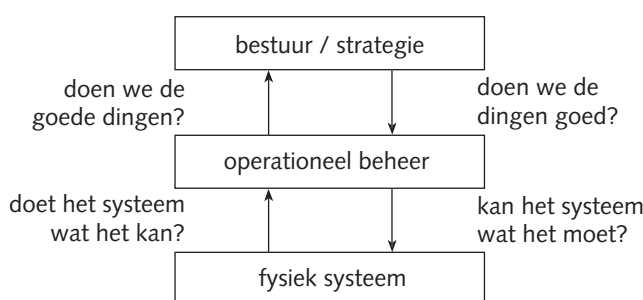 bestuur / strategie
doen we de
goede dingen?
doen we de
dingen goed?
operationeel beheer
doet het systeem
wat het kan?
kan het systeem
wat het moet?
fysiek systeem